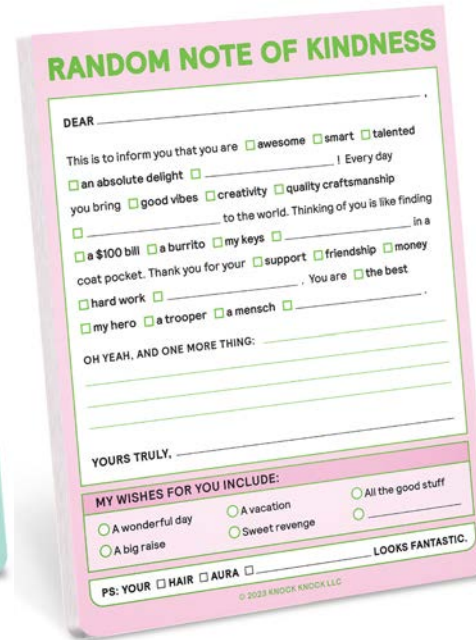 RANDOM NOTE OF KINDNESS
DEAR ,
This is to inform you that you are awesome smart talented
an absolute delight ! Every day
you bring good vibes creativity quality craftsmanship
to the world. Thinking of you is like finding
a $100 bill a burrito my keys in a
coat pocket. Thank you for your support friendship money
hard work . You are the best
my hero a trooper a mensch .
OH YEAH, AND ONE MORE THING:
YOURS TRULY,
MY WISHES FOR YOU INCLUDE:
A wonderful day A vacation All the good stuff
A big raise Sweet revenge
PS: YOUR HAIR AURA LOOKS FANTASTIC.
© 2023 KNOCK KNOCK LLC